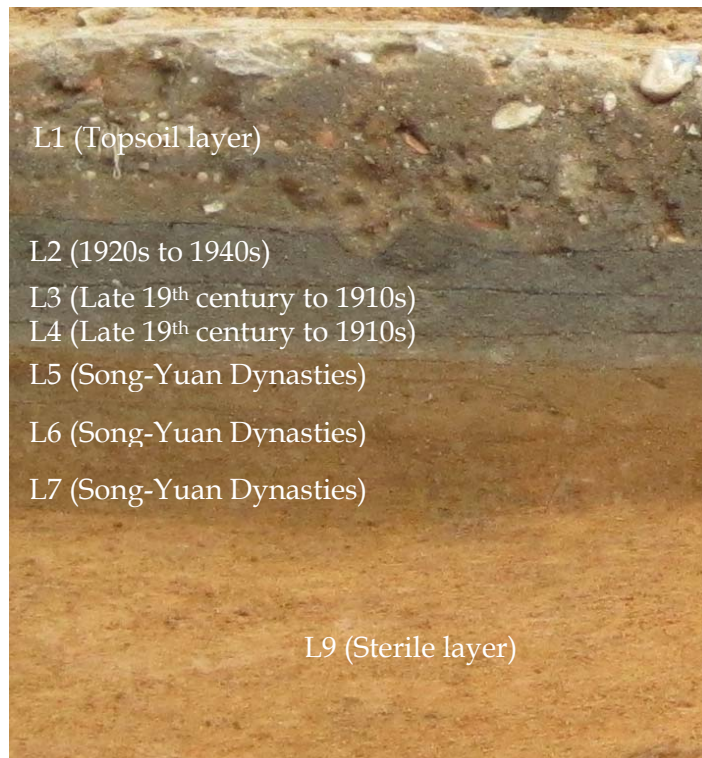 L1 (Topsoil layer)
L2 (1920s to 1940s)
L3 (Late 19th century to 1910s)
L4 (Late 19th century to 1910s)
L5 (Song-Yuan Dynasties)
L6 (Song-Yuan Dynasties)
L7 (Song-Yuan Dynasties)
L9 (Sterile layer)